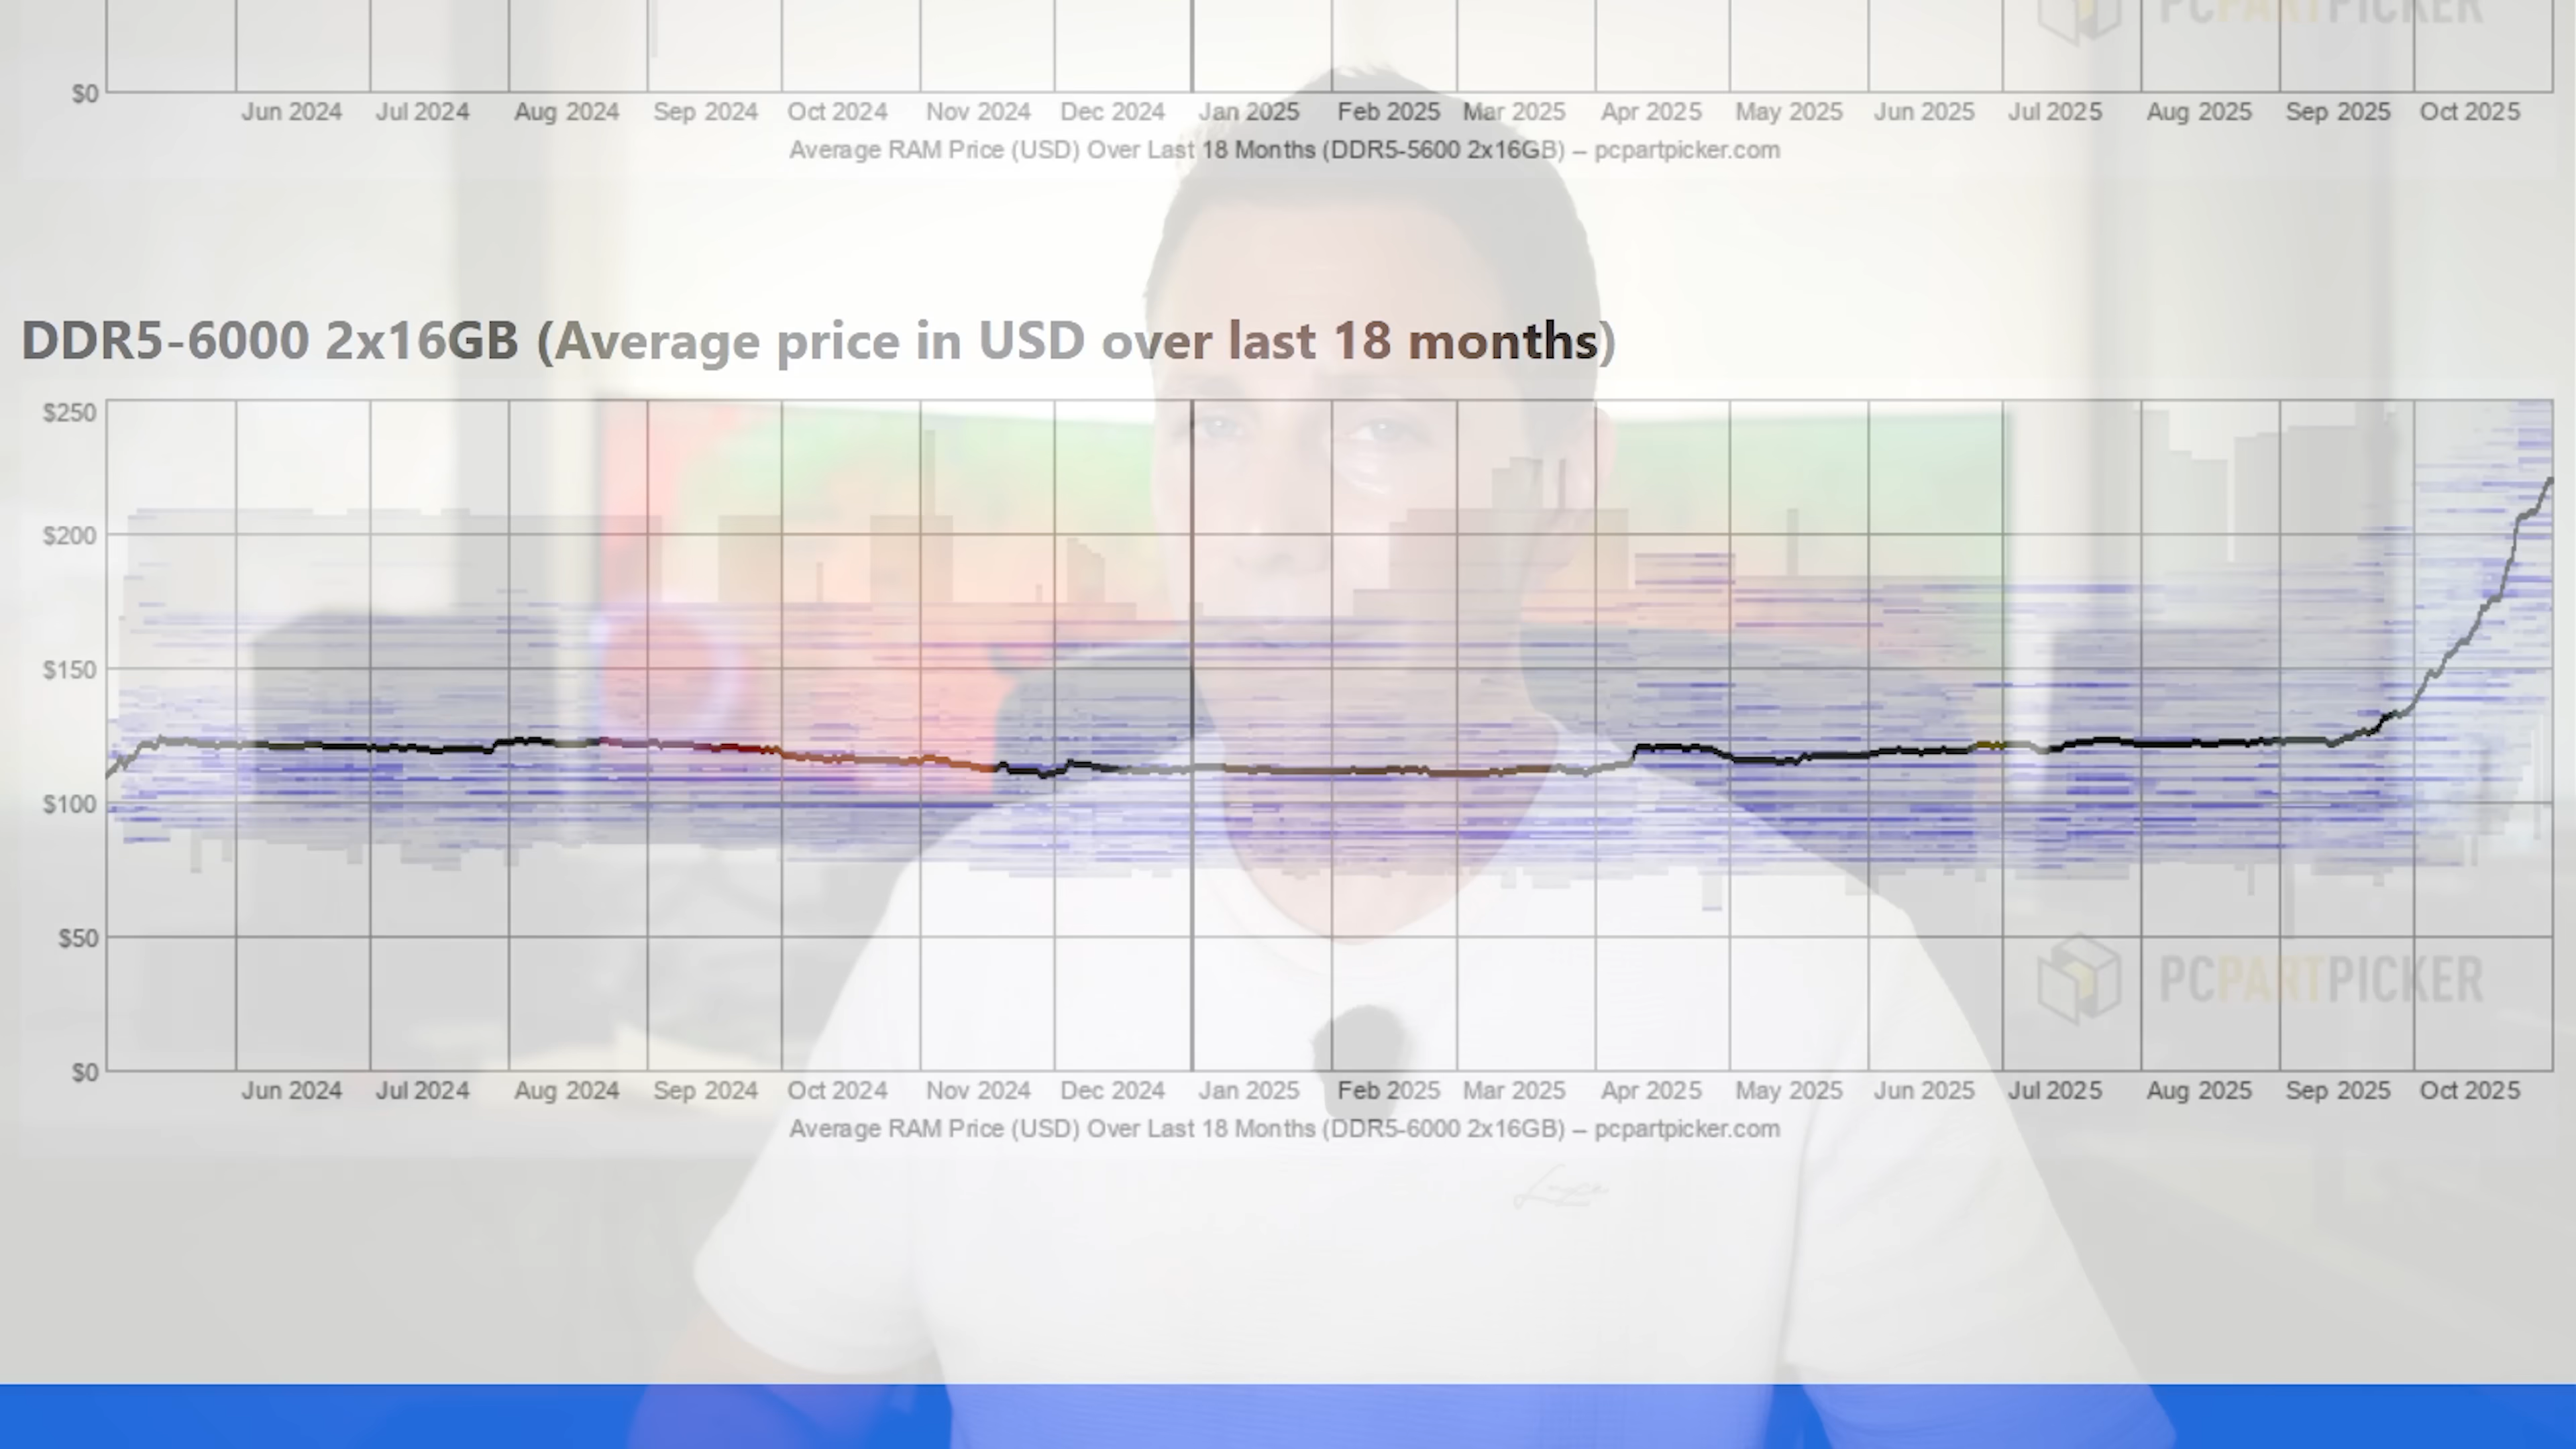 PCPARTPICKER
$0
Jun 2024 Jul 2024 Aug 2024 Sep 2024 Oct 2024 Nov 2024 Dec 2024 Jan 2025 Feb 2025 Mar 2025 Apr 2025 May 2025 Jun 2025 Jul 2025 Aug 2025 Sep 2025 Oct 2025
Average RAM Price (USD) Over Last 18 Months (DDR5-5600 2x16GB) – pcpartpicker.com
DDR5-6000 2x16GB (Average price in USD over last 18 months)
$250
$200
$150
$100
$50
PCPARTPICKER
$0
Jun 2024 Jul 2024 Aug 2024 Sep 2024 Oct 2024 Nov 2024 Dec 2024 Jan 2025 Feb 2025 Mar 2025 Apr 2025 May 2025 Jun 2025 Jul 2025 Aug 2025 Sep 2025 Oct 2025
Average RAM Price (USD) Over Last 18 Months (DDR5-6000 2x16GB) – pcpartpicker.com